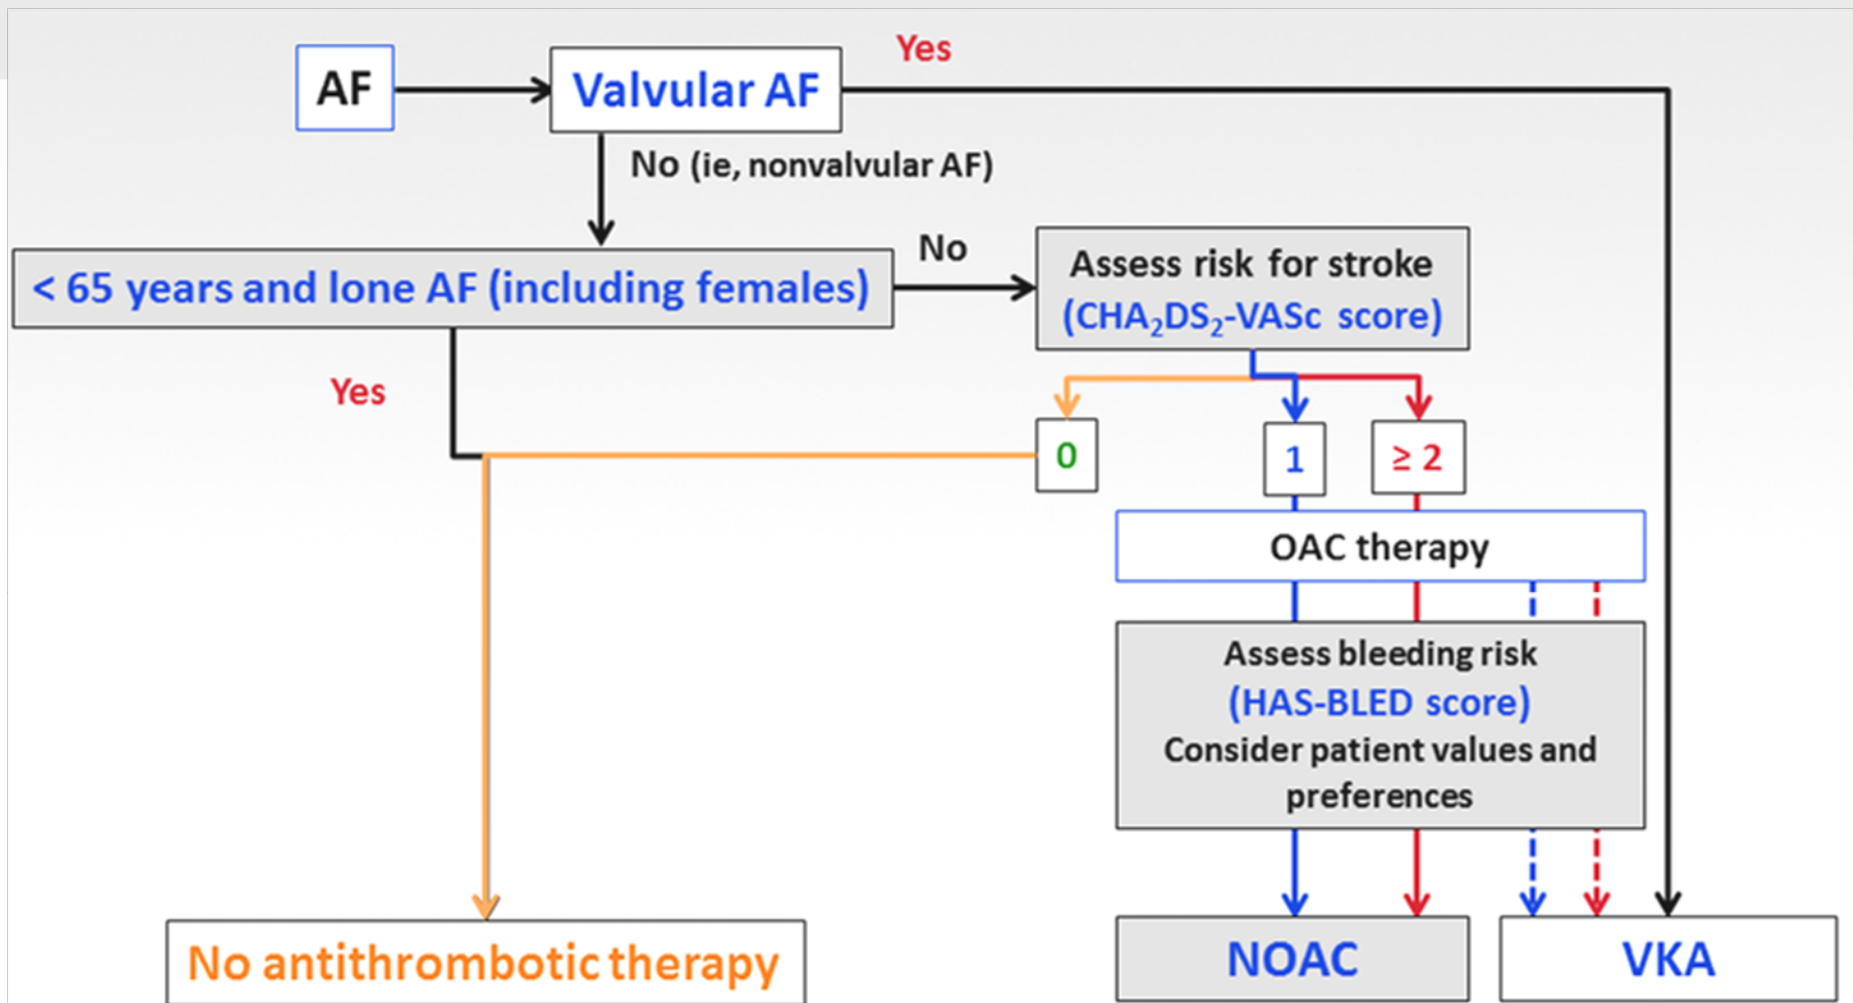 AF
Valvular AF
Yes
No (ie, nonvalvular AF)
< 65 years and lone AF (including females)
No
Assess risk for stroke
(CHA₂DS₂-VASc score)
Yes
0
1
≥ 2
OAC therapy
Assess bleeding risk
(HAS-BLED score)
Consider patient values and
preferences
No antithrombotic therapy
NOAC
VKA